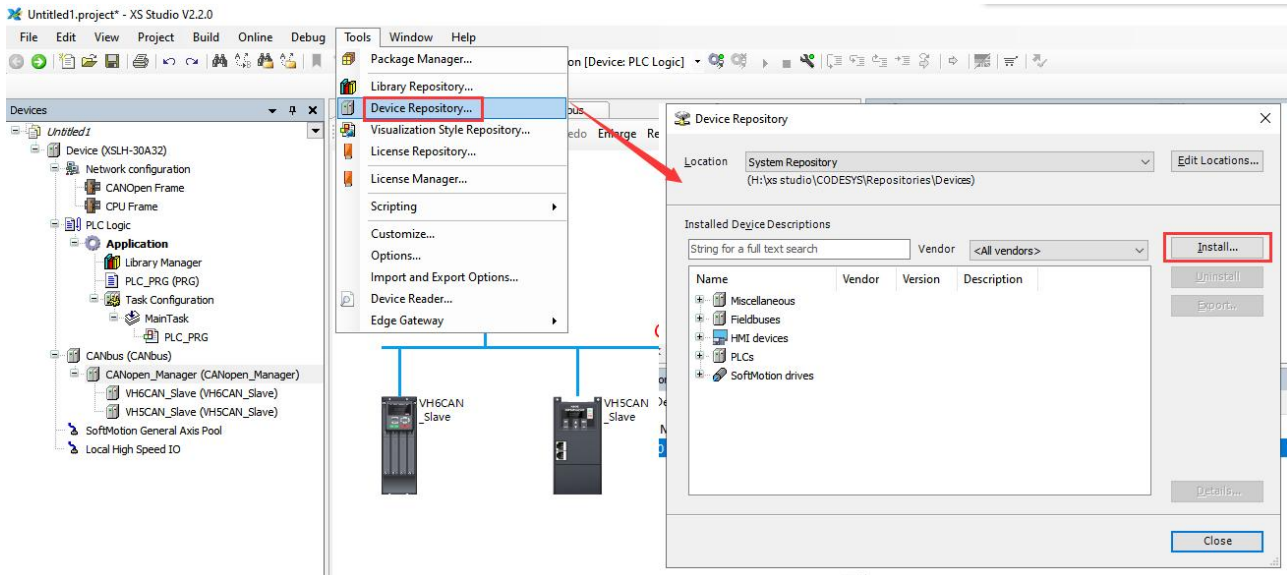 Untitled1.project* - XS Studio V2.2.0
File Edit View Project Build Online Debug Tools Window Help
on [Device: PLC Logic]
Package Manager...
Library Repository...
Device Repository...
Visualization Style Repository...
License Repository...
License Manager...
Scripting
Customize...
Options...
Import and Export Options...
Device Reader...
Edge Gateway
Devices
Untitled1
Device (XSLH-30A32)
Network configuration
CANOpen Frame
CPU Frame
PLC Logic
Application
Library Manager
PLC_PRG (PRG)
Task Configuration
MainTask
PLC_PRG
CANbus (CANbus)
CANopen_Manager (CANopen_Manager)
VH6CAN_Slave (VH6CAN_Slave)
VH5CAN_Slave (VH5CAN_Slave)
SoftMotion General Axis Pool
Local High Speed IO
bus
edo Enlarge Re
VH6CAN
_Slave
VH5CAN
_Slave
Device Repository
Location System Repository Edit Locations...
(H:\xs studio\CODESYS\Repositories\Devices)
Installed Device Descriptions
String for a full text search Vendor <All vendors> Install...
Name Vendor Version Description
Uninstall
Miscellaneous
Export...
Fieldbuses
HMI devices
PLCs
SoftMotion drives
Details...
Close